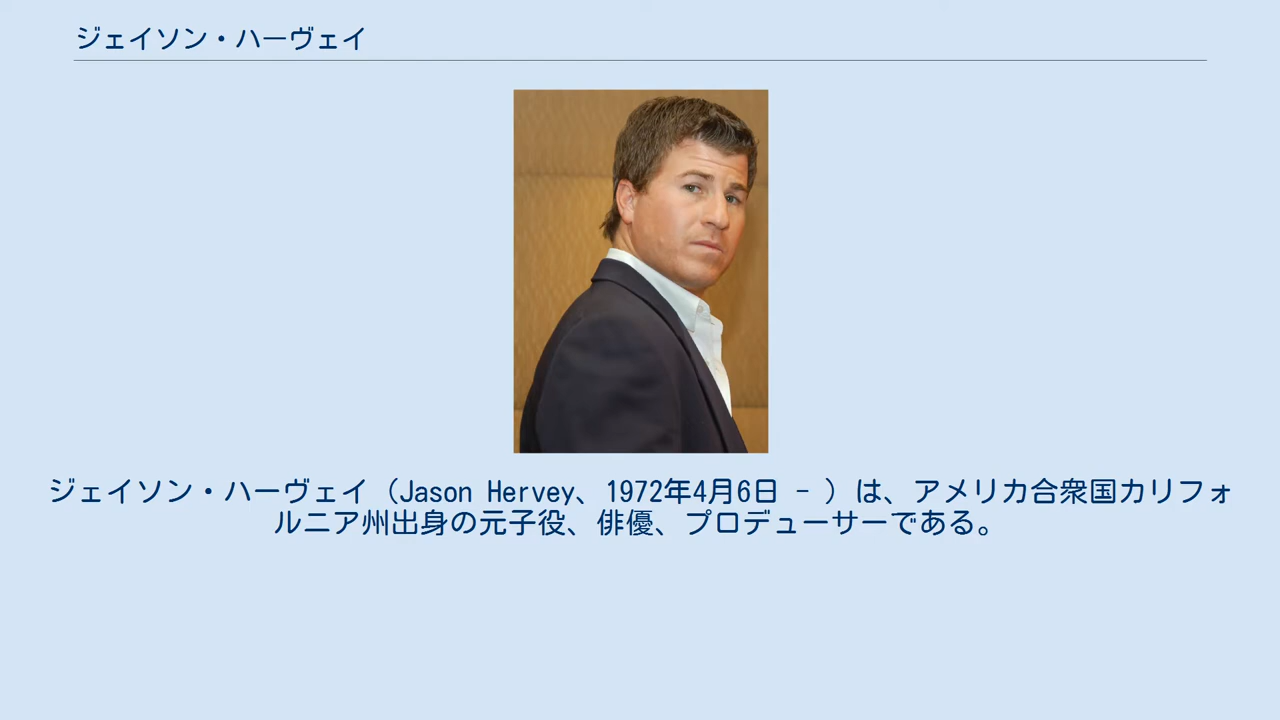 ジェイソン・ハーヴェイ
ジェイソン・ハーヴェイ（Jason Hervey、1972年4月6日 - ）は、アメリカ合衆国カリフォ
ルニア州出身の元子役、俳優、プロデューサーである。